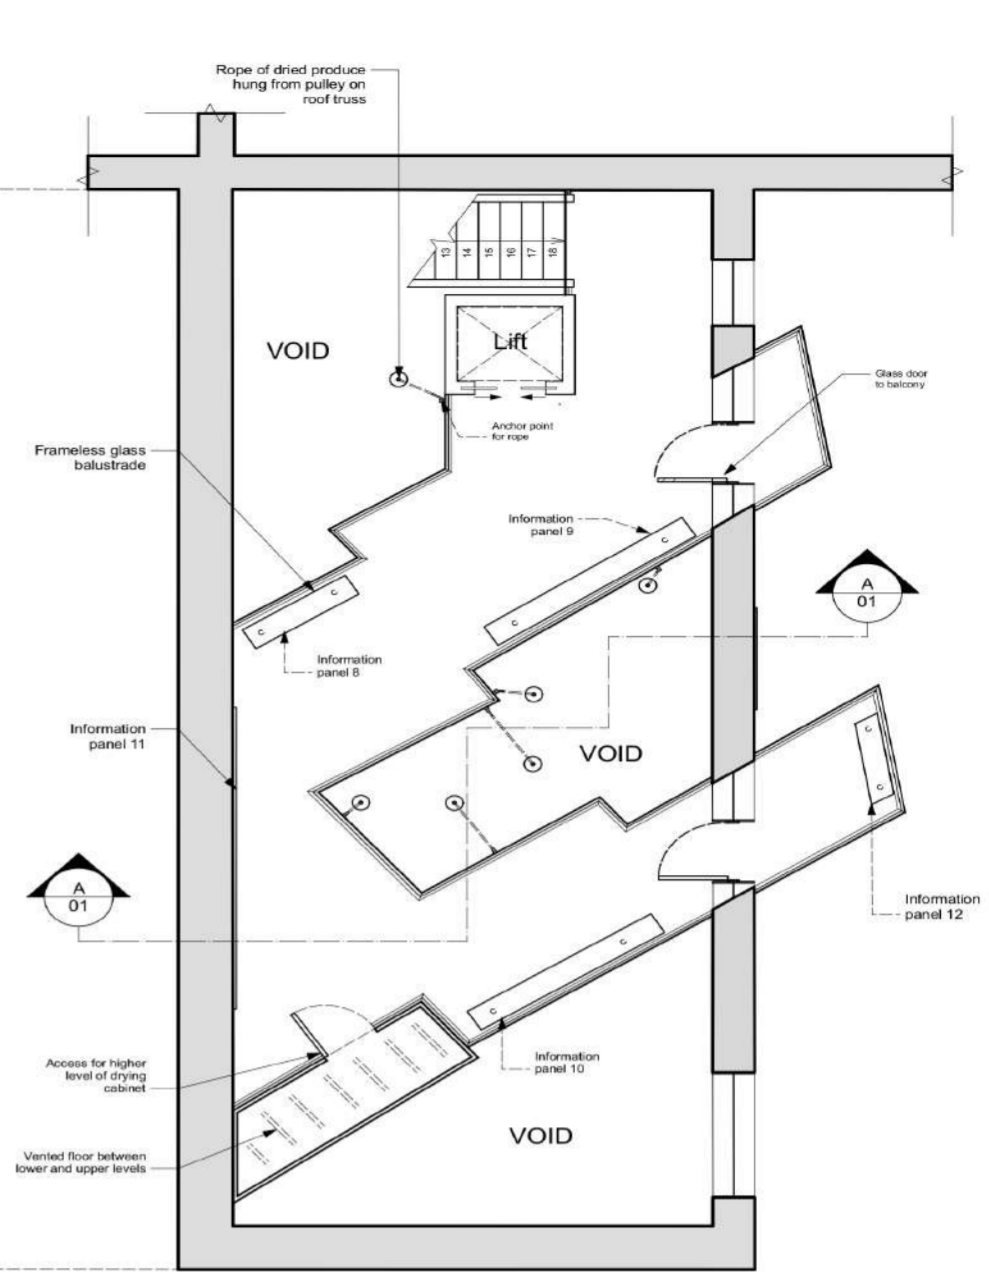 Rope of dried produce
hung from pulley on
roof truss
13
14
15
16
17
18
VOID
Lift
Glass door
to balcony
Anchor point
for rope
Frameless glass
balustrade
Information
panel 9
A
01
Information
panel 8
Information
panel 11
VOID
A
01
Information
panel 12
Information
panel 10
Access for higher
level of drying
cabinet
VOID
Vented floor between
lower and upper levels